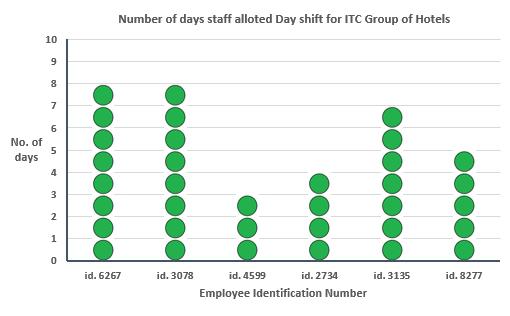 Number of days staff alloted Day shift for ITC Group of Hotels
10
9
8
7
6
5
4
3
2
1
0
No. of
days
id. 6267 id. 3078 id. 4599 id. 2734 id. 3135 id. 8277
Employee Identification Number